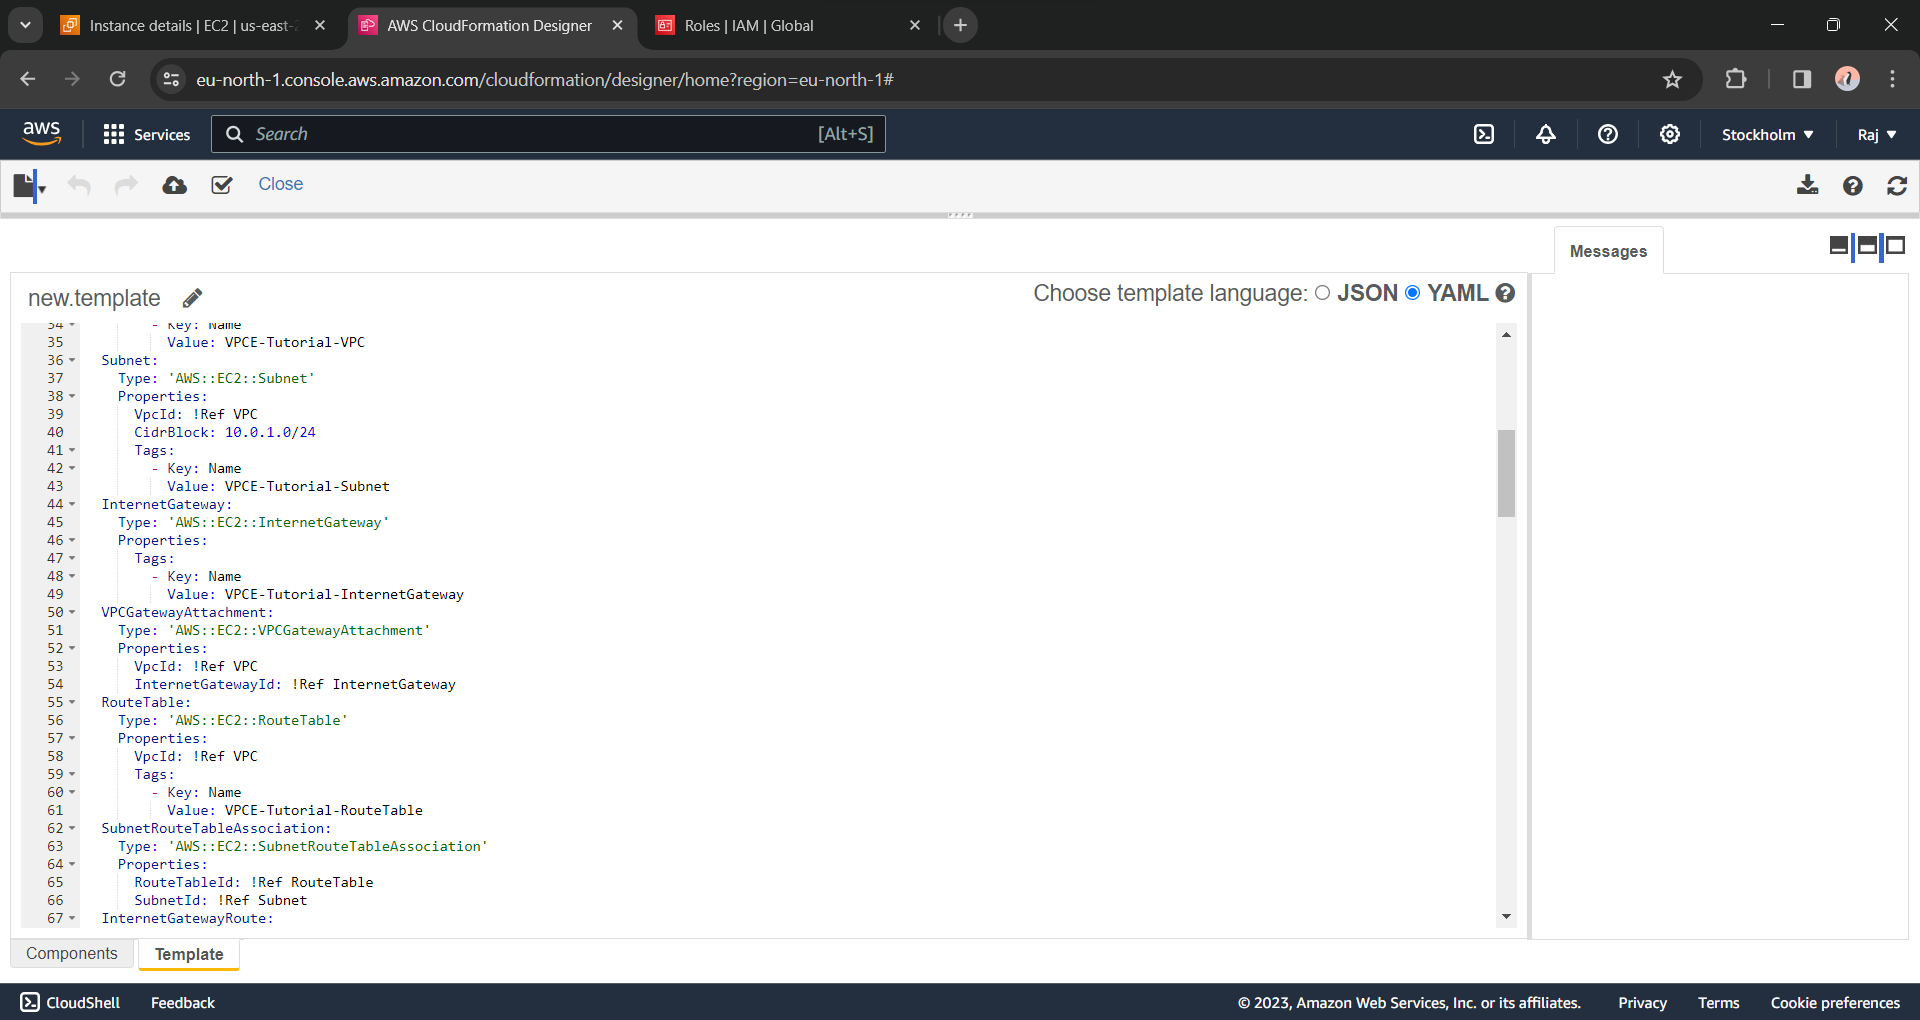 Instance details | EC2 | us-east-2
AWS CloudFormation Designer
Roles | IAM | Global
eu-north-1.console.aws.amazon.com/cloudformation/designer/home?region=eu-north-1#
aws
Services
Search
[Alt+S]
Stockholm
Raj
Close
Messages
new.template
Choose template language: JSON YAML
34 - Key: Name
35 Value: VPCE-Tutorial-VPC
36 Subnet:
37 Type: 'AWS::EC2::Subnet'
38 Properties:
39 VpcId: !Ref VPC
40 CidrBlock: 10.0.1.0/24
41 Tags:
42 - Key: Name
43 Value: VPCE-Tutorial-Subnet
44 InternetGateway:
45 Type: 'AWS::EC2::InternetGateway'
46 Properties:
47 Tags:
48 - Key: Name
49 Value: VPCE-Tutorial-InternetGateway
50 VPCGatewayAttachment:
51 Type: 'AWS::EC2::VPCGatewayAttachment'
52 Properties:
53 VpcId: !Ref VPC
54 InternetGatewayId: !Ref InternetGateway
55 RouteTable:
56 Type: 'AWS::EC2::RouteTable'
57 Properties:
58 VpcId: !Ref VPC
59 Tags:
60 - Key: Name
61 Value: VPCE-Tutorial-RouteTable
62 SubnetRouteTableAssociation:
63 Type: 'AWS::EC2::SubnetRouteTableAssociation'
64 Properties:
65 RouteTableId: !Ref RouteTable
66 SubnetId: !Ref Subnet
67 InternetGatewayRoute:
Components
Template
CloudShell
Feedback
© 2023, Amazon Web Services, Inc. or its affiliates.
Privacy
Terms
Cookie preferences